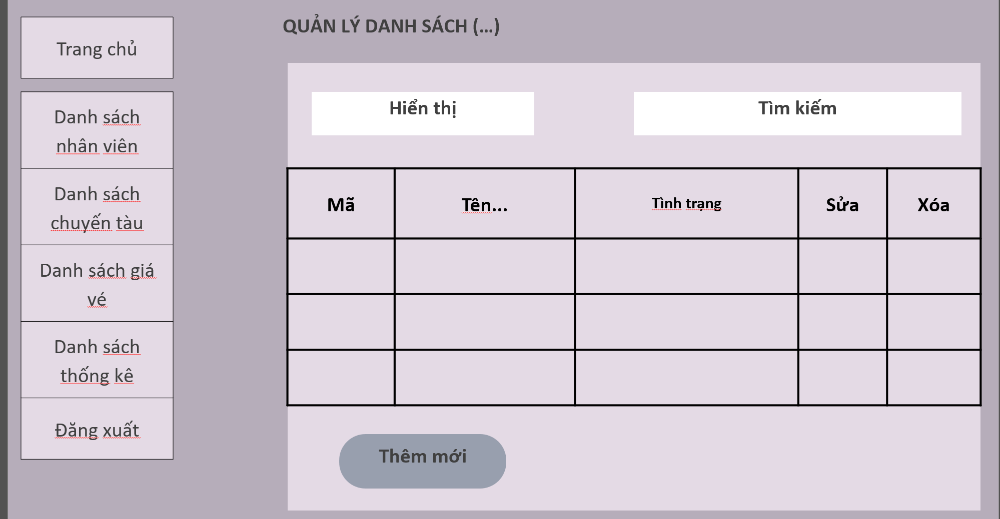 QUẢN LÝ DANH SÁCH (...)
Trang chủ
Danh sách
nhân viên
Danh sách
chuyến tàu
Danh sách giá
vé
Danh sách
thống kê
Đăng xuất
Hiển thị
Tìm kiếm
Mã
Tên...
Tình trạng
Sửa
Xóa
Thêm mới